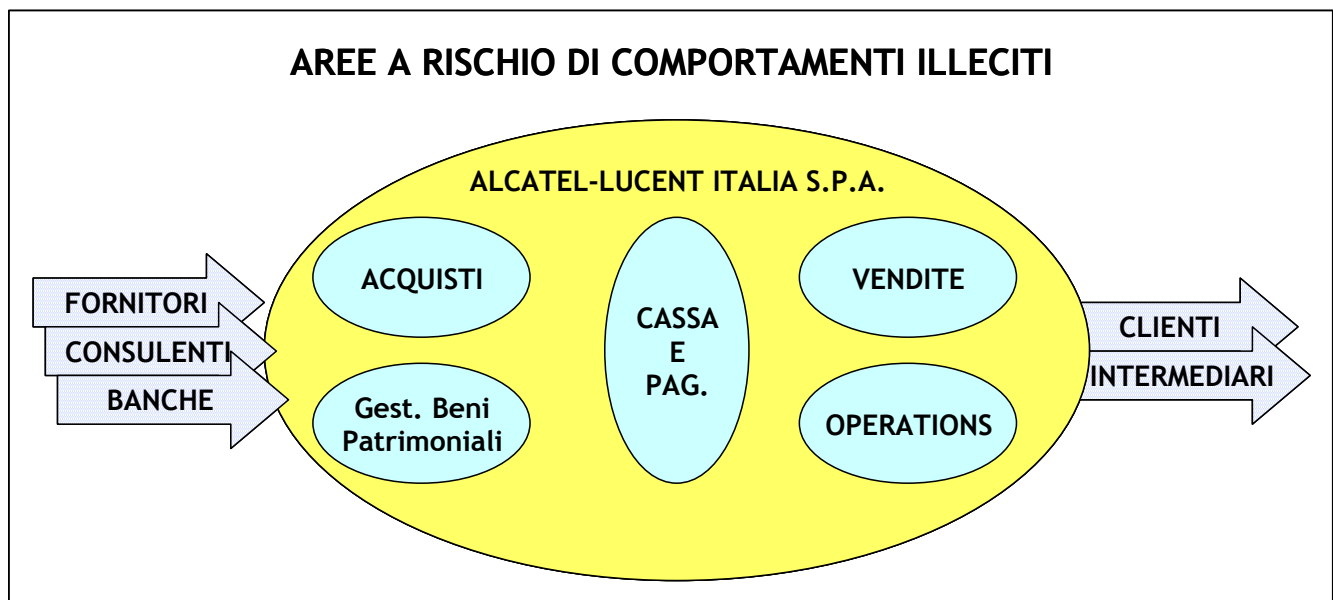 AREE A RISCHIO DI COMPORTAMENTI ILLECITI
ALCATEL-LUCENT ITALIA S.P.A.
FORNITORI
CONSULENTI
BANCHE
ACQUISTI
Gest. Beni
Patrimoniali
CASSA
E
PAG.
VENDITE
OPERATIONS
CLIENTI
INTERMEDIARI